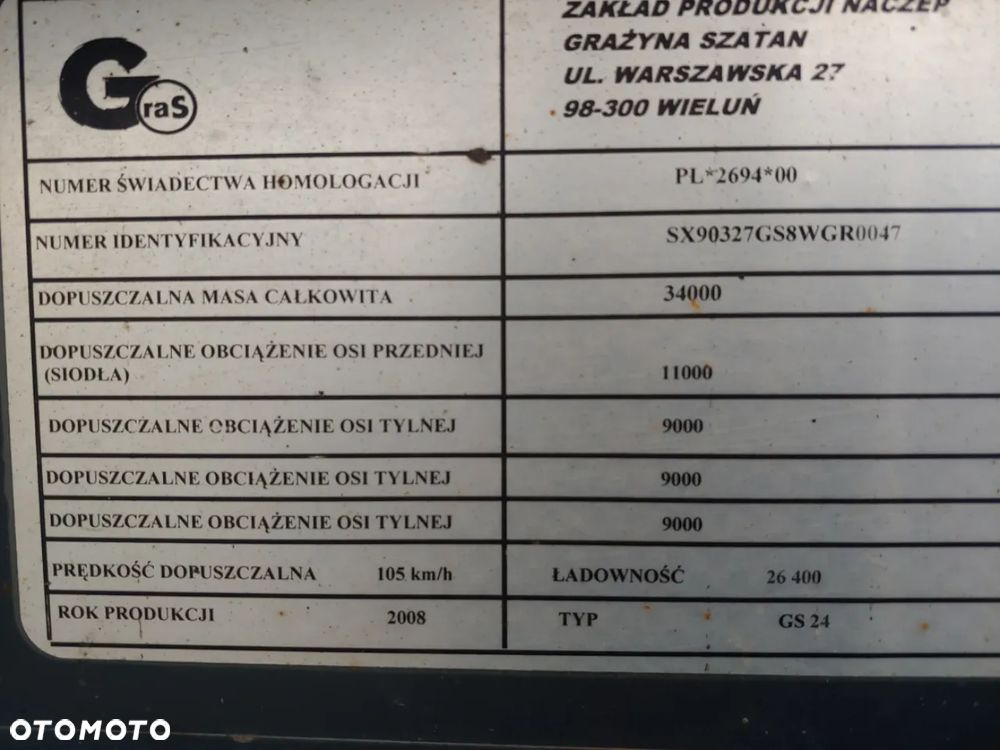 GraS
ZAKŁAD PRODUKCJI NACZEP
GRAŻYNA SZATAN
UL. WARSZAWSKA 27
98-300 WIELUŃ
NUMER ŚWIADECTWA HOMOLOGACJI PL*2694*00
NUMER IDENTYFIKACYJNY SX90327GS8WGR0047
DOPUSZCZALNA MASA CAŁKOWITA 34000
DOPUSZCZALNE OBCIĄŻENIE OSI PRZEDNIEJ
(SIODŁA) 11000
DOPUSZCZALNE OBCIĄŻENIE OSI TYLNEJ 9000
DOPUSZCZALNE OBCIĄŻENIE OSI TYLNEJ 9000
DOPUSZCZALNE OBCIĄŻENIE OSI TYLNEJ 9000
PRĘDKOŚĆ DOPUSZCZALNA 105 km/h ŁADOWNOŚĆ 26 400
ROK PRODUKCJI 2008 TYP GS 24
OTOMOTO